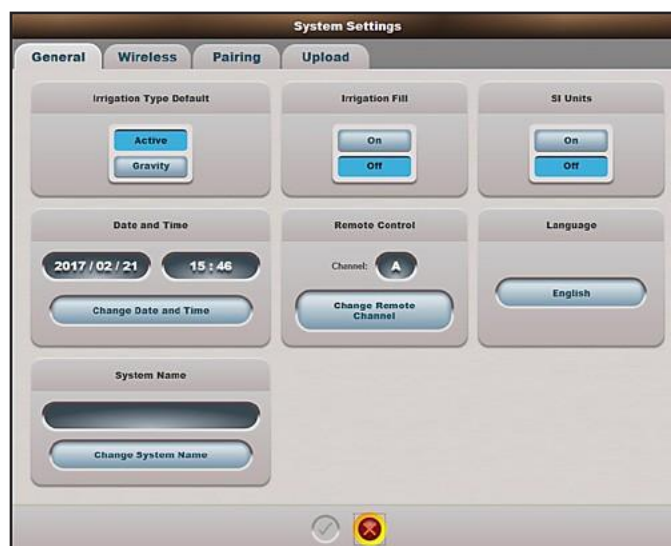 System Settings
General Wireless Pairing Upload
Irrigation Type Default
Active
Gravity
Irrigation Fill
On
Off
SI Units
On
Off
Date and Time
2017 / 02 / 21 15 : 46
Change Date and Time
Remote Control
Channel: A
Change Remote
Channel
Language
English
System Name
Change System Name